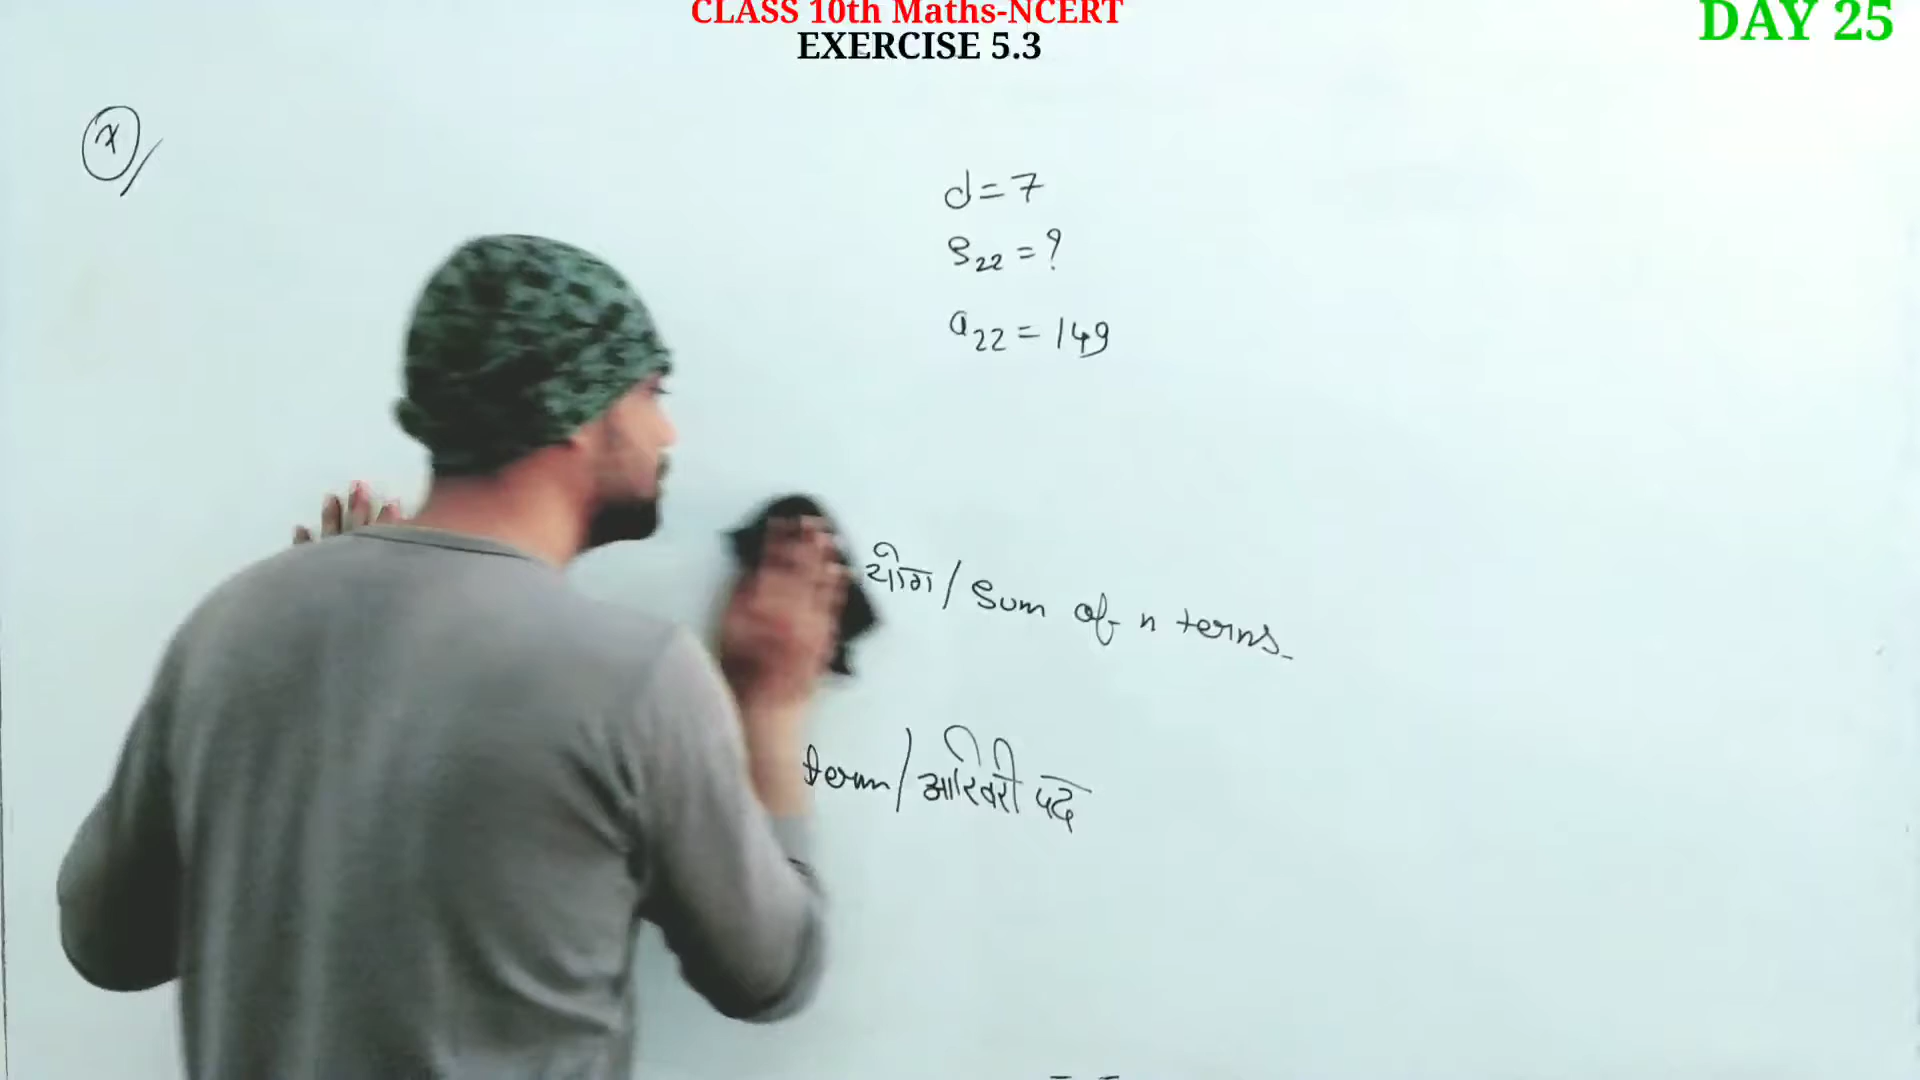 CLASS 10th Maths-NCERT
EXERCISE 5.3
DAY 25
x
d = 7
S22 = ?
a22 = 149
योग / Sum of n terms.
term / आखिरी पद